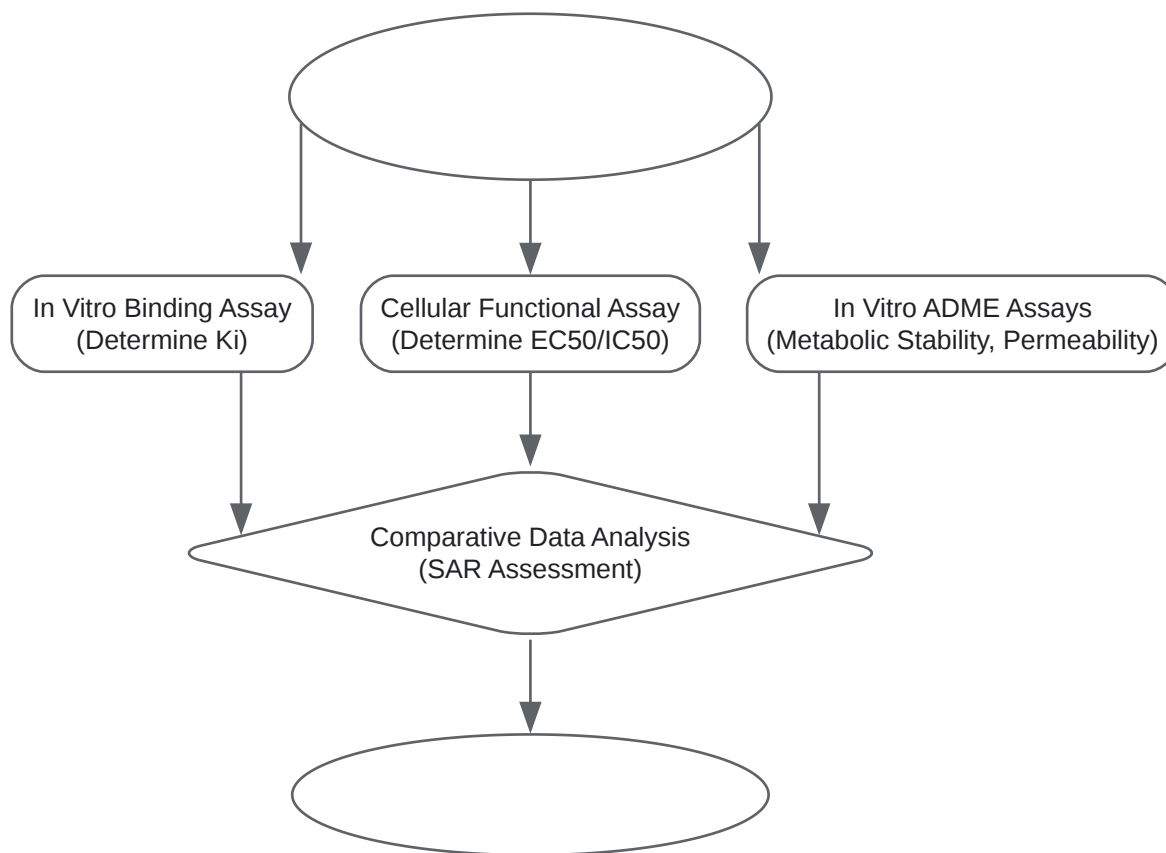 In Vitro Binding Assay
(Determine Ki)
Cellular Functional Assay
(Determine EC50/IC50)
In Vitro ADME Assays
(Metabolic Stability, Permeability)
Comparative Data Analysis
(SAR Assessment)